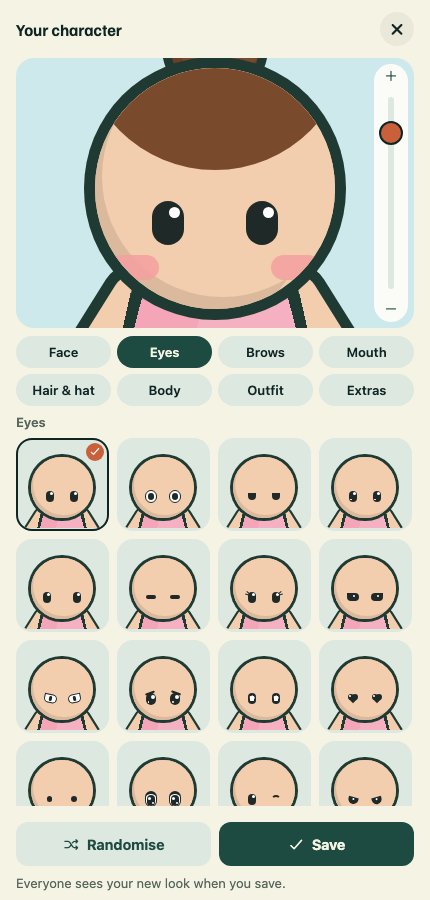 Your character
Face
Eyes
Brows
Mouth
Hair & hat
Body
Outfit
Extras
Eyes
Randomise
Save
Everyone sees your new look when you save.